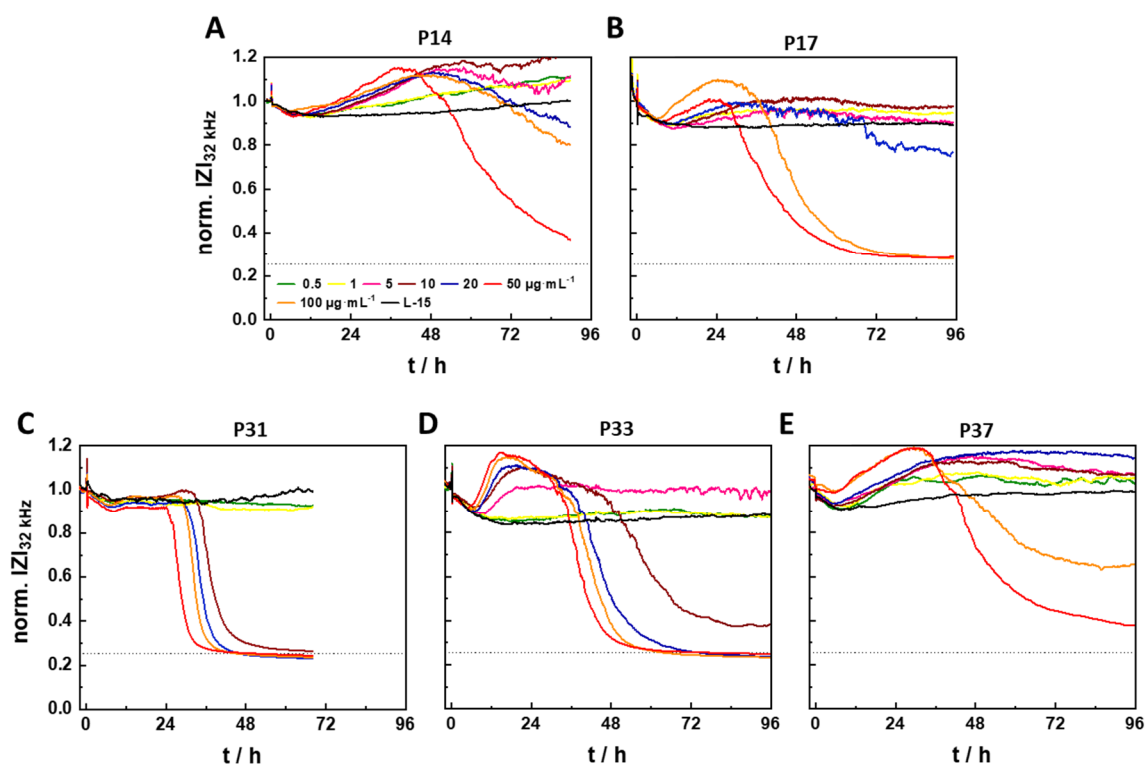 A
P14
B
P17
norm. IZI32 kHz
1.2
1.0
0.8
0.6
0.4
0.2
0.0
0.5 1 5 10 20 50 µg·mL-1
100 µg·mL-1 L-15
0 24 48 72 96
0 24 48 72 96
t / h
t / h
C
P31
D
P33
E
P37
norm. IZI32 kHz
1.2
1.0
0.8
0.6
0.4
0.2
0.0
0 24 48 72 96
0 24 48 72 96
0 24 48 72 96
t / h
t / h
t / h